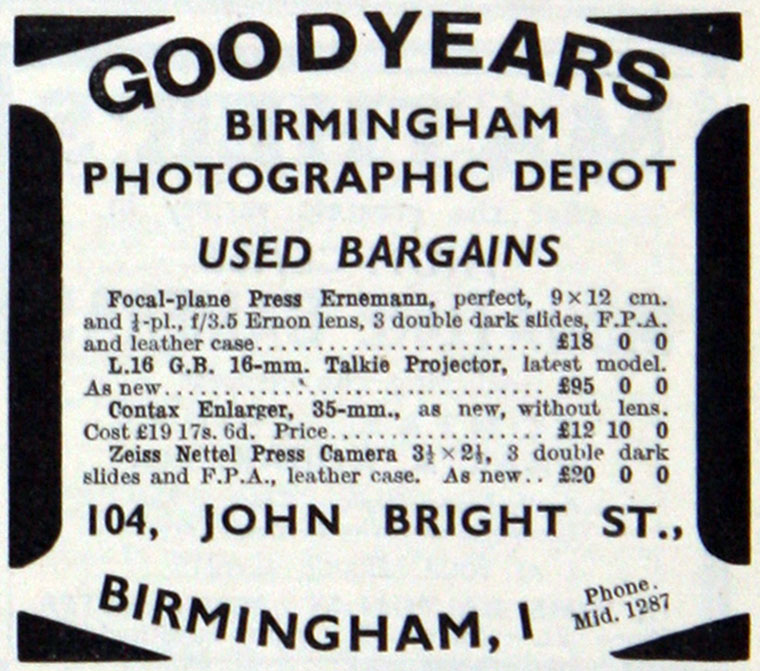 GOODYEARS
BIRMINGHAM
PHOTOGRAPHIC DEPOT
USED BARGAINS
Focal-plane Press Ernemann, perfect, 9 × 12 cm.
and ¼-pl., f/3.5 Ernon lens, 3 double dark slides, F.P.A.
and leather case........................ £18 0 0
L.16 G.B. 16-mm. Talkie Projector, latest model.
As new................................ £95 0 0
Contax Enlarger, 35-mm., as new, without lens.
Cost £19 17s. 6d. Price.................. £12 10 0
Zeiss Nettel Press Camera 3½ × 2½, 3 double dark
slides and F.P.A., leather case. As new.. £20 0 0
104, JOHN BRIGHT ST.,
BIRMINGHAM, 1
Phone.
Mid. 1287